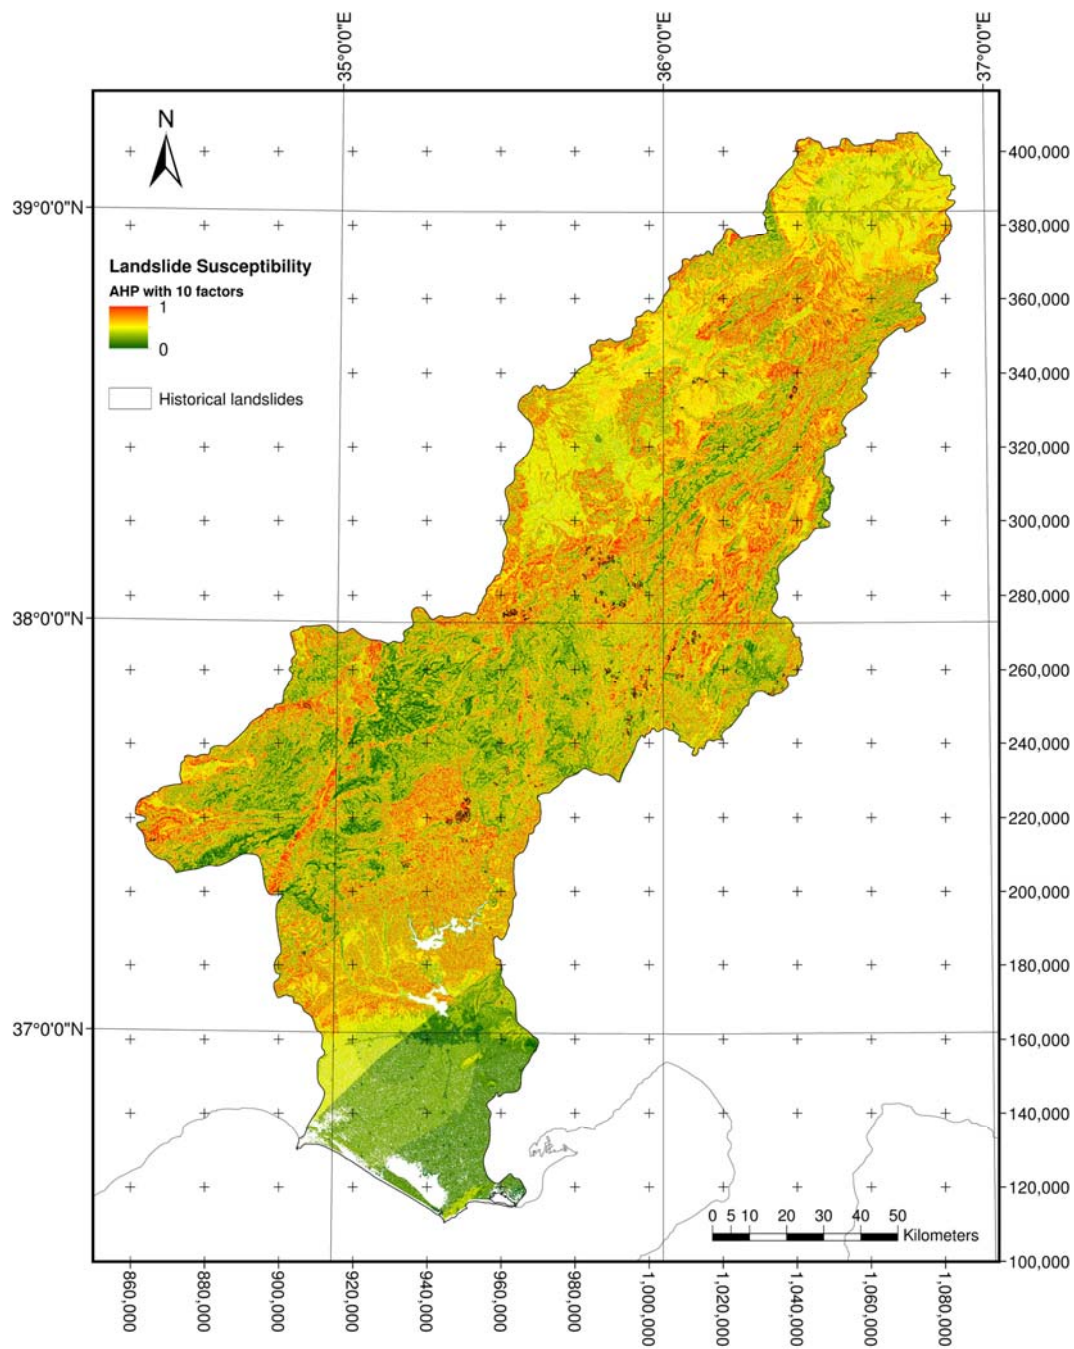 35°0'0"E
36°0'0"E
37°0'0"E
N
400,000
39°0'0"N
380,000
Landslide Susceptibility
AHP with 10 factors
1
0
360,000
Historical landslides
340,000
320,000
300,000
280,000
38°0'0"N
260,000
240,000
220,000
200,000
180,000
37°0'0"N
160,000
140,000
120,000
0 5 10 20 30 40 50
Kilometers
100,000
860,000
880,000
900,000
920,000
940,000
960,000
980,000
1,000,000
1,020,000
1,040,000
1,060,000
1,080,000